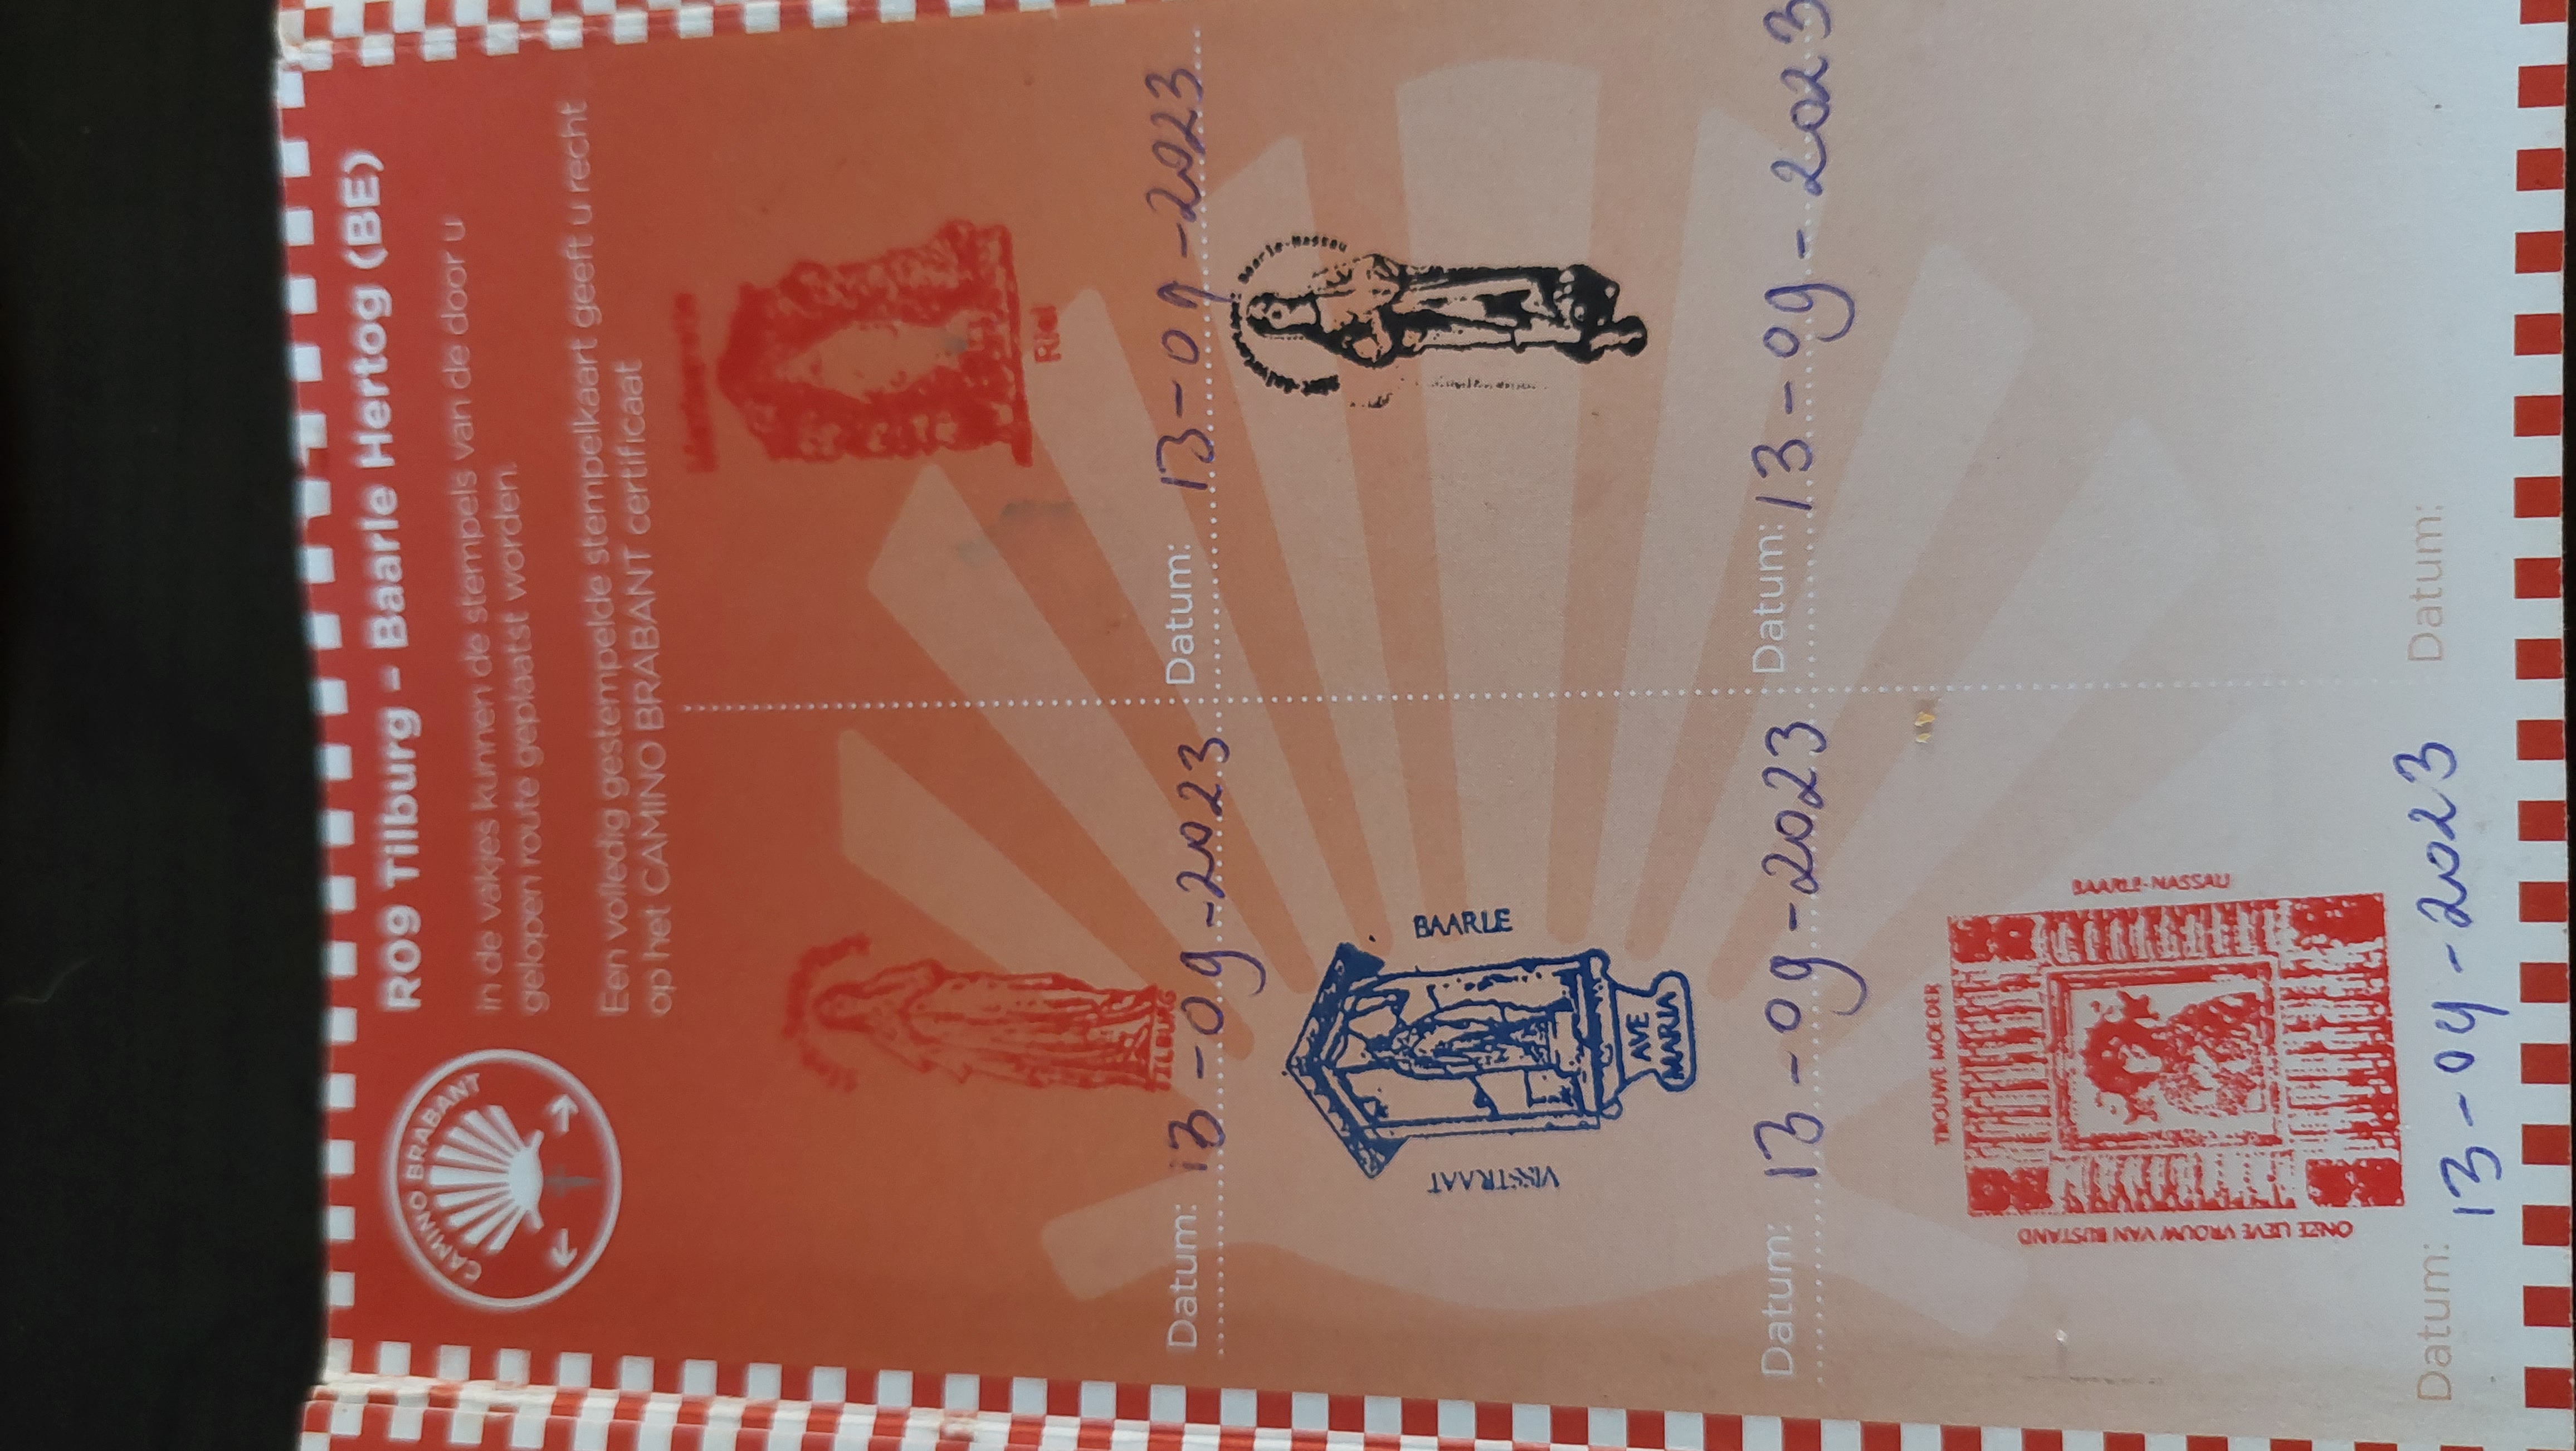 CAMINO BRABANT
R09 Tilburg - Baarle Hertog (BE)
In de vakjes kunnen de stempels van de door u
gelopen route geplaatst worden.
Een volledig gestempelde stempelkaart geeft u recht
op het CAMINO BRABANT certificaat
TILBURG
Riel
Datum: 13-09-2023
Datum: 13-09-2023
VISSTRAAT
BAARLE
AVE
MARIA
Baarle-Nassau
Datum: 13-09-2023
Datum: 13-09-2023
TROUWE MOEDER
ONZE LIEVE VROUW VAN BIJSTAND
BAARLE-NASSAU
Datum: 13-09-2023
Datum: